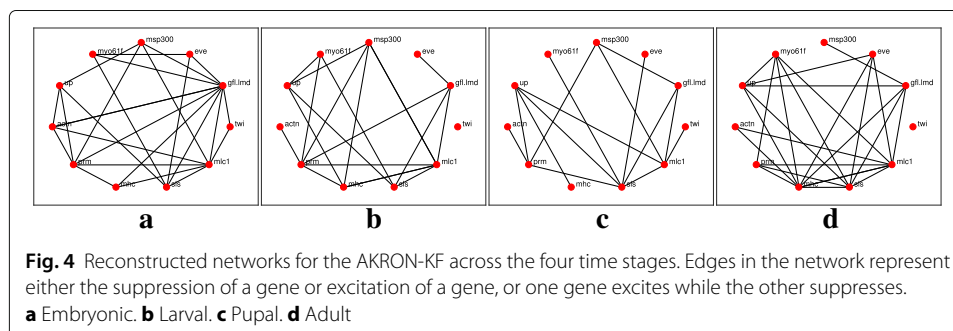 msp300
myo61f
eve
up
gfl.lmd
actn
twi
prm
mlc1
mhc
sls
a
msp300
myo61f
eve
up
gfl.lmd
actn
twi
prm
mlc1
mhc
sls
b
msp300
myo61f
eve
up
gfl.lmd
actn
twi
prm
mlc1
mhc
sls
c
msp300
myo61f
eve
up
gfl.lmd
actn
twi
prm
mlc1
mhc
sls
d
Fig. 4 Reconstructed networks for the AKRON-KF across the four time stages. Edges in the network represent
either the suppression of a gene or excitation of a gene, or one gene excites while the other suppresses.
a Embryonic. b Larval. c Pupal. d Adult